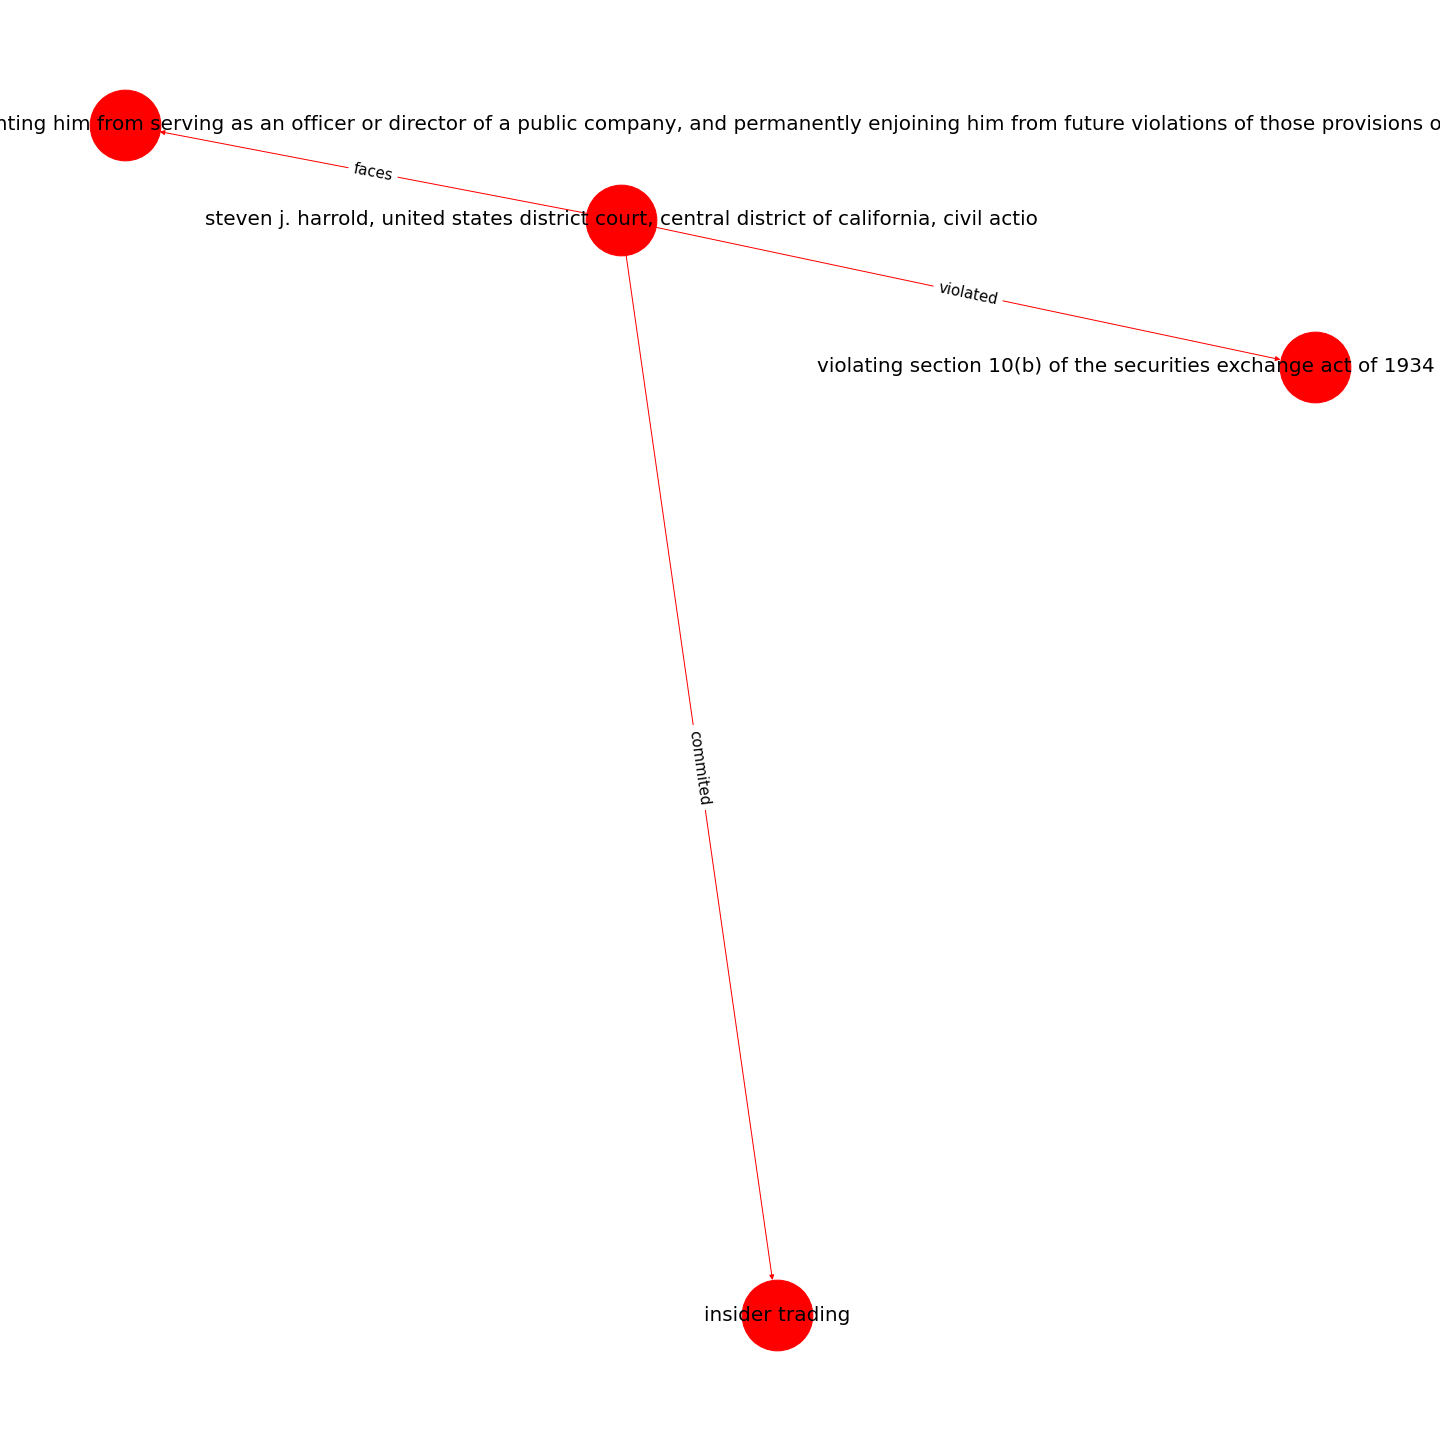 nting him from serving as an officer or director of a public company, and permanently enjoining him from future violations of those provisions o
faces
steven j. harrold, united states district court, central district of california, civil actio
violated
violating section 10(b) of the securities exchange act of 1934
commited
insider trading